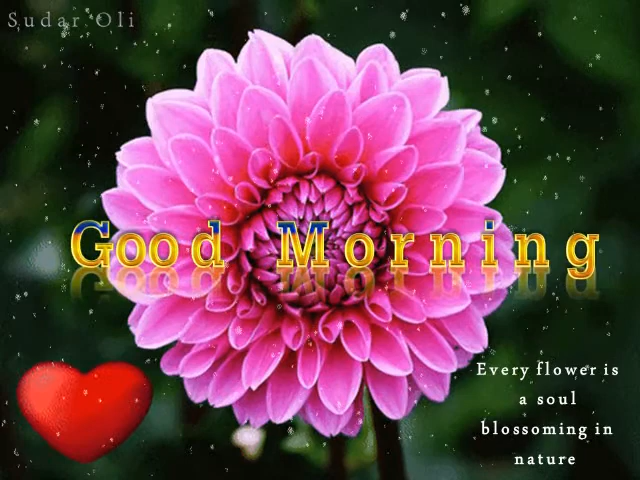 Sudar Oli
Good Morning
Every flower is
a soul
blossoming in
nature